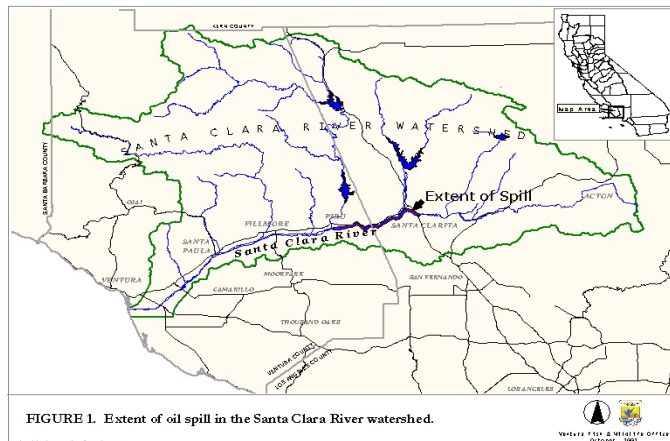 KERN COUNTY
Map Area
SANTA BARBARA COUNTY
SANTA CLARA RIVER WATERSHED
OJAI
Extent of Spill
ACTON
PIRU
FILLMORE
SANTA CLARITA
SANTA PAULA
Santa Clara River
MOORPARK
SAN FERNANDO
VENTURA
CAMARILLO
THOUSAND OAKS
VENTURA COUNTY
LOS ANGELES COUNTY
LOS ANGELES
FIGURE 1. Extent of oil spill in the Santa Clara River watershed.
Ventura Fish & Wildlife Office